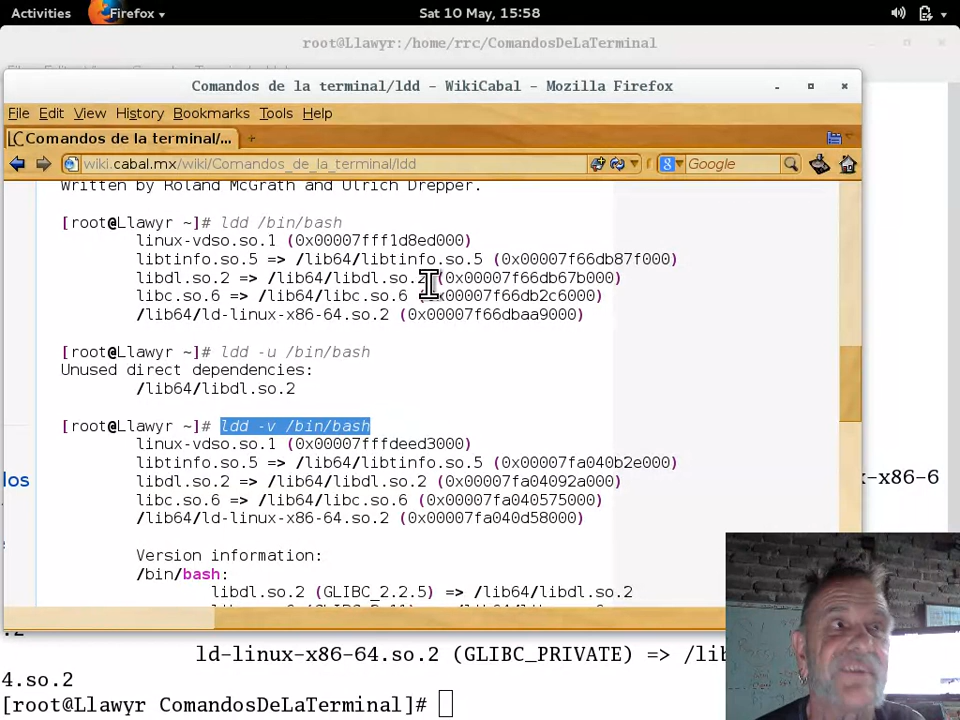 Activities Firefox Sat 10 May, 15:58
root@Llawyr:/home/rrc/ComandosDeLaTerminal
Comandos de la terminal/ldd - WikiCabal - Mozilla Firefox
File Edit View History Bookmarks Tools Help
Comandos de la terminal/...
wiki.cabal.mx/wiki/Comandos_de_la_terminal/ldd Google
Written by Roland McGrath and Ulrich Drepper.
[root@Llawyr ~]# ldd /bin/bash
linux-vdso.so.1 (0x00007fff1d8ed000)
libtinfo.so.5 => /lib64/libtinfo.so.5 (0x00007f66db87f000)
libdl.so.2 => /lib64/libdl.so.2 (0x00007f66db67b000)
libc.so.6 => /lib64/libc.so.6 (0x00007f66db2c6000)
/lib64/ld-linux-x86-64.so.2 (0x00007f66dbaa9000)
[root@Llawyr ~]# ldd -u /bin/bash
Unused direct dependencies:
/lib64/libdl.so.2
[root@Llawyr ~]# ldd -v /bin/bash
linux-vdso.so.1 (0x00007fffdeed3000)
libtinfo.so.5 => /lib64/libtinfo.so.5 (0x00007fa040b2e000)
libdl.so.2 => /lib64/libdl.so.2 (0x00007fa04092a000)
los x-x86-6
libc.so.6 => /lib64/libc.so.6 (0x00007fa040575000)
/lib64/ld-linux-x86-64.so.2 (0x00007fa040d58000)
Version information:
/bin/bash:
libdl.so.2 (GLIBC_2.2.5) => /lib64/libdl.so.2
.2
ld-linux-x86-64.so.2 (GLIBC_PRIVATE) => /lib
4.so.2
[root@Llawyr ComandosDeLaTerminal]#